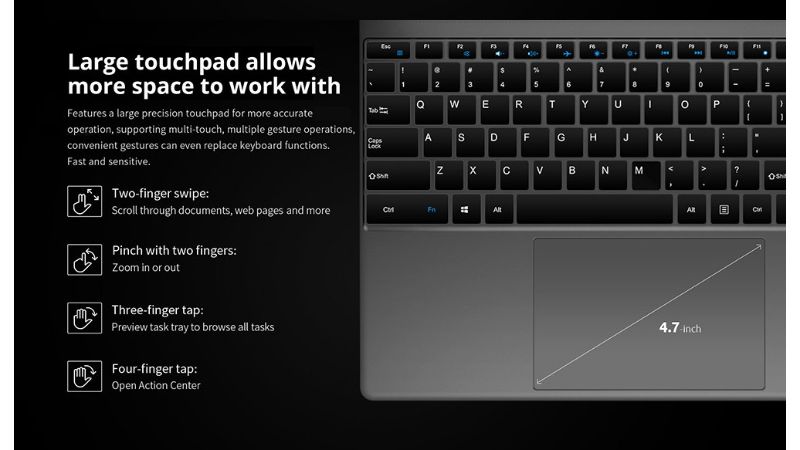 Large touchpad allows
more space to work with
Features a large precision touchpad for more accurate
operation, supporting multi-touch, multiple gesture operations,
convenient gestures can even replace keyboard functions.
Fast and sensitive.
Two-finger swipe:
Scroll through documents, web pages and more
Pinch with two fingers:
Zoom in or out
Three-finger tap:
Preview task tray to browse all tasks
Four-finger tap:
Open Action Center
Esc F1 F2 F3 F4 F5 F6 F7 F8 F9 F10 F11
~ ! @ # $ % ^ & * ( ) — +
` 1 2 3 4 5 6 7 8 9 0 - =
Tab Q W E R T Y U I O P { }
[ ]
Caps Lock A S D F G H J K L : "
; '
Shift Z X C V B N M < > ? Shift
, . /
Ctrl Fn Alt Alt Ctrl
4.7-inch